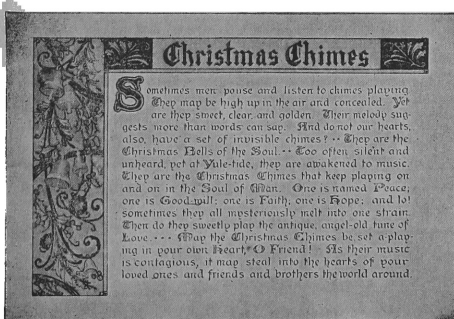 Christmas Chimes
Sometimes men pause and listen to chimes playing
They may be high up in the air and concealed. Yet
are they sweet, clear, and golden. Their melody sug-
gests more than words can say. And do not our hearts,
also, have a set of invisible chimes? ·· They are the
Christmas Bells of the Soul. ·· Too often silent and
unheard, yet at Yule-tide, they are awakened to music.
They are the Christmas Chimes that keep playing on
and on in the Soul of Man. One is named Peace;
one is Good-will; one is Faith; one is Hope; and lo!
sometimes they all mysteriously melt into one strain.
Then do they sweetly play the antique, angel-old tune of
Love. ··· May the Christmas Chimes be set a-play-
ing in your own Heart, O Friend! As their music
is contagious, it may steal into the hearts of your
loved ones and friends and brothers the world around.